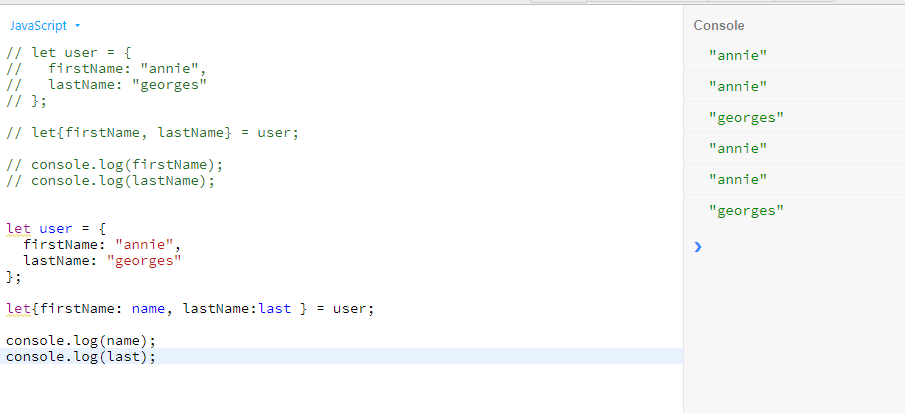 JavaScript
// let user = {
//   firstName: "annie",
//   lastName: "georges"
// };
// let{firstName, lastName} = user;
// console.log(firstName);
// console.log(lastName);
let user = {
  firstName: "annie",
  lastName: "georges"
};
let{firstName: name, lastName:last } = user;
console.log(name);
console.log(last);
Console
"annie"
"annie"
"georges"
"annie"
"annie"
"georges"